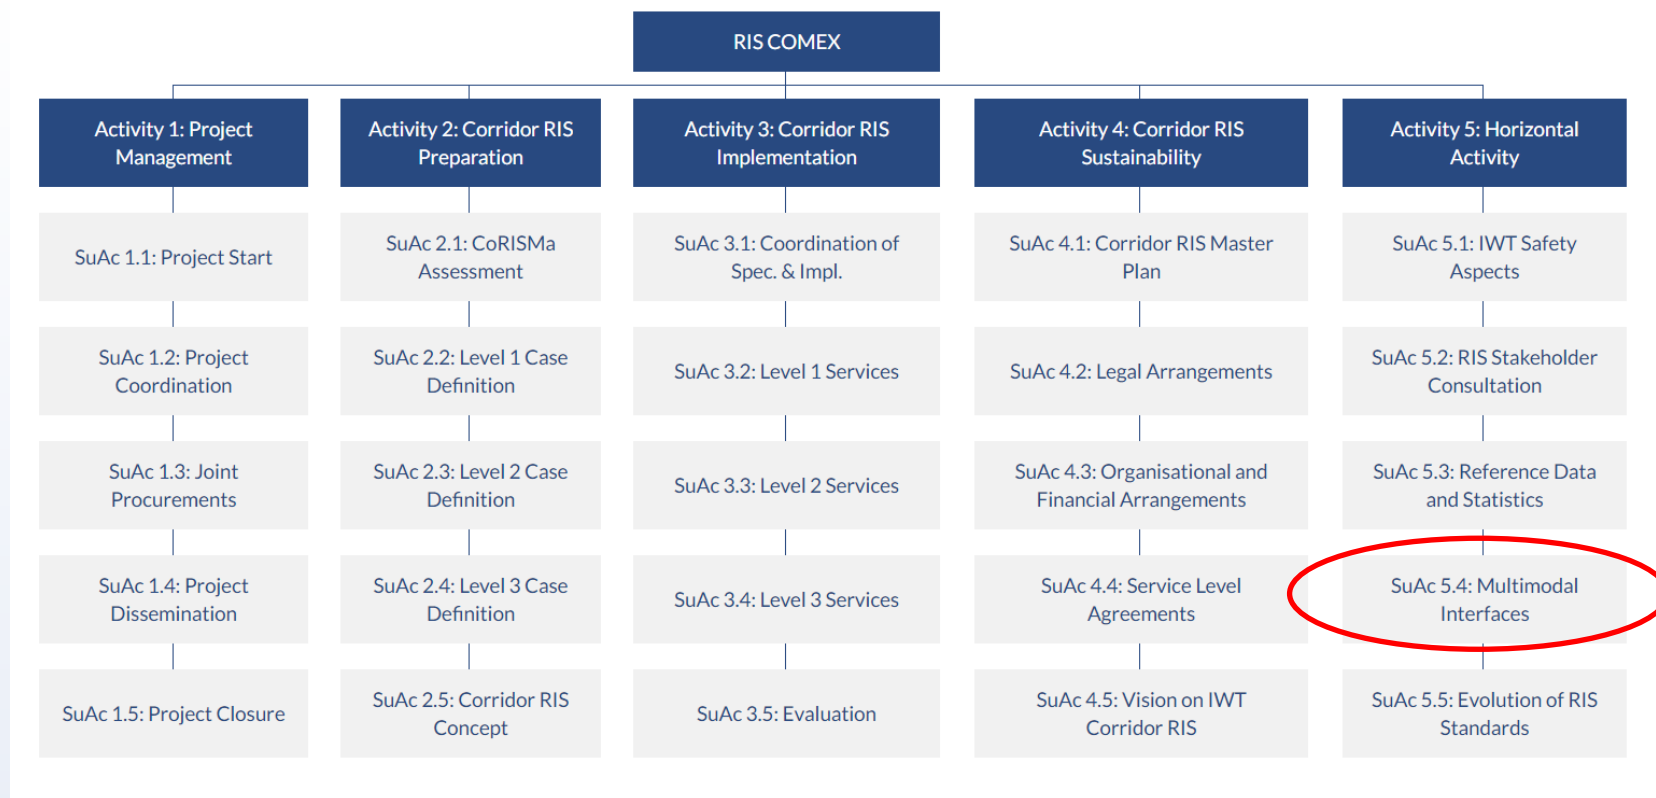 RIS COMEX
Activity 1: Project
Management
SuAc 1.1: Project Start
SuAc 1.2: Project
Coordination
SuAc 1.3: Joint
Procurements
SuAc 1.4: Project
Dissemination
SuAc 1.5: Project Closure
Activity 2: Corridor RIS
Preparation
SuAc 2.1: CoRISMa
Assessment
SuAc 2.2: Level 1 Case
Definition
SuAc 2.3: Level 2 Case
Definition
SuAc 2.4: Level 3 Case
Definition
SuAc 2.5: Corridor RIS
Concept
Activity 3: Corridor RIS
Implementation
SuAc 3.1: Coordination of
Spec. & Impl.
SuAc 3.2: Level 1 Services
SuAc 3.3: Level 2 Services
SuAc 3.4: Level 3 Services
SuAc 3.5: Evaluation
Activity 4: Corridor RIS
Sustainability
SuAc 4.1: Corridor RIS Master
Plan
SuAc 4.2: Legal Arrangements
SuAc 4.3: Organisational and
Financial Arrangements
SuAc 4.4: Service Level
Agreements
SuAc 4.5: Vision on IWT
Corridor RIS
Activity 5: Horizontal
Activity
SuAc 5.1: IWT Safety
Aspects
SuAc 5.2: RIS Stakeholder
Consultation
SuAc 5.3: Reference Data
and Statistics
SuAc 5.4: Multimodal
Interfaces
SuAc 5.5: Evolution of RIS
Standards